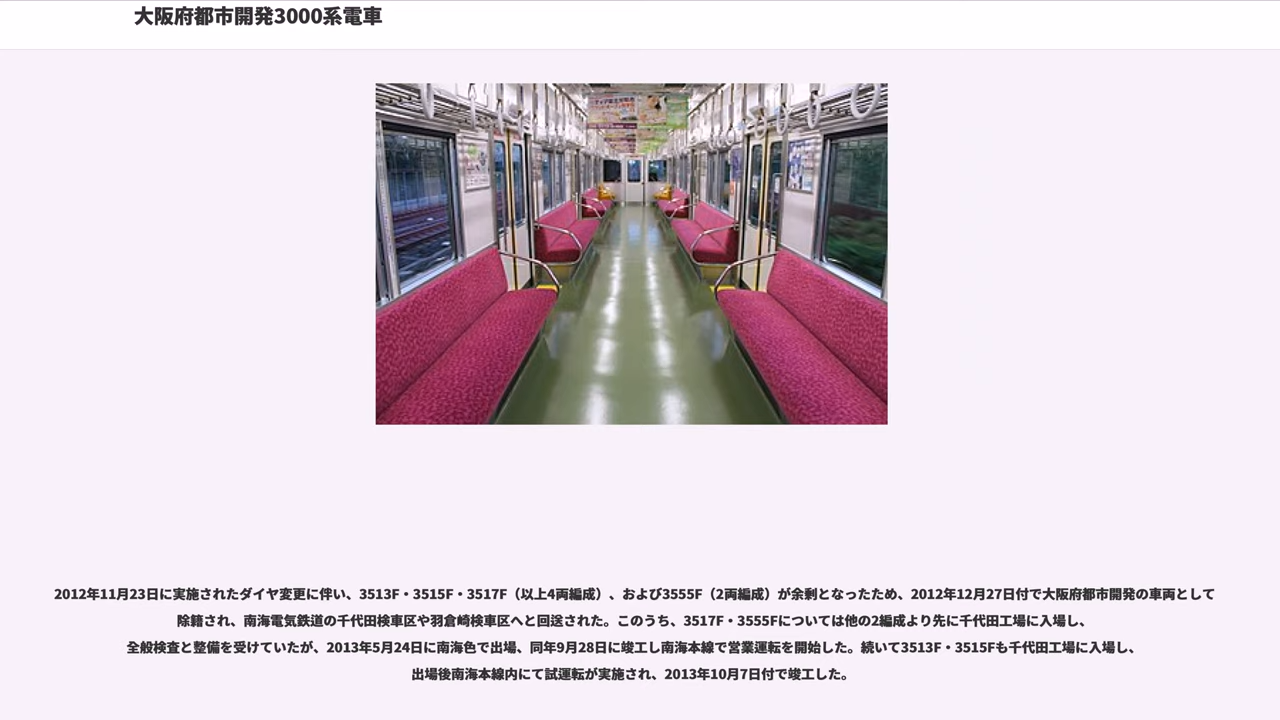 大阪府都市開発3000系電車
2012年11月23日に実施されたダイヤ変更に伴い、3513F・3515F・3517F（以上4両編成）、および3555F（2両編成）が余剰となったため、2012年12月27日付で大阪府都市開発の車両として
除籍され、南海電気鉄道の千代田検車区や羽倉崎検車区へと回送された。このうち、3517F・3555Fについては他の2編成より先に千代田工場に入場し、
全般検査と整備を受けていたが、2013年5月24日に南海色で出場、同年9月28日に竣工し南海本線で営業運転を開始した。続いて3513F・3515Fも千代田工場に入場し、
出場後南海本線内にて試運転が実施され、2013年10月7日付で竣工した。